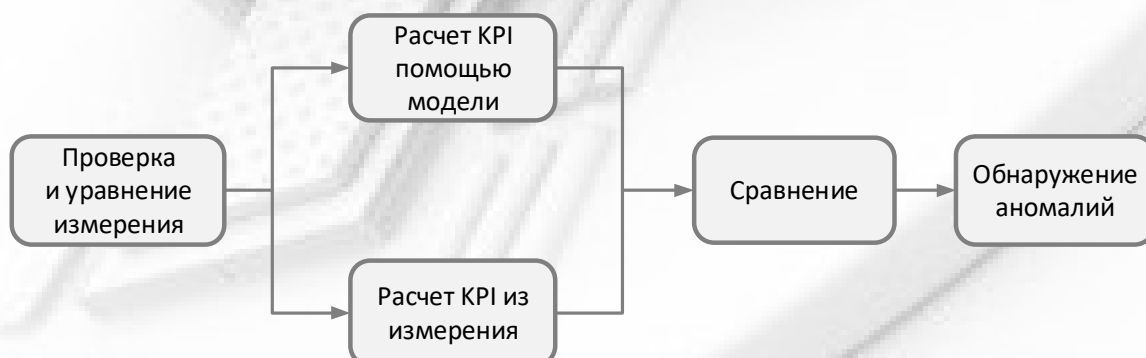 Проверка
и уравнение
измерения
Расчет KPI
помощью
модели
Расчет KPI из
измерения
Сравнение
Обнаружение
аномалий